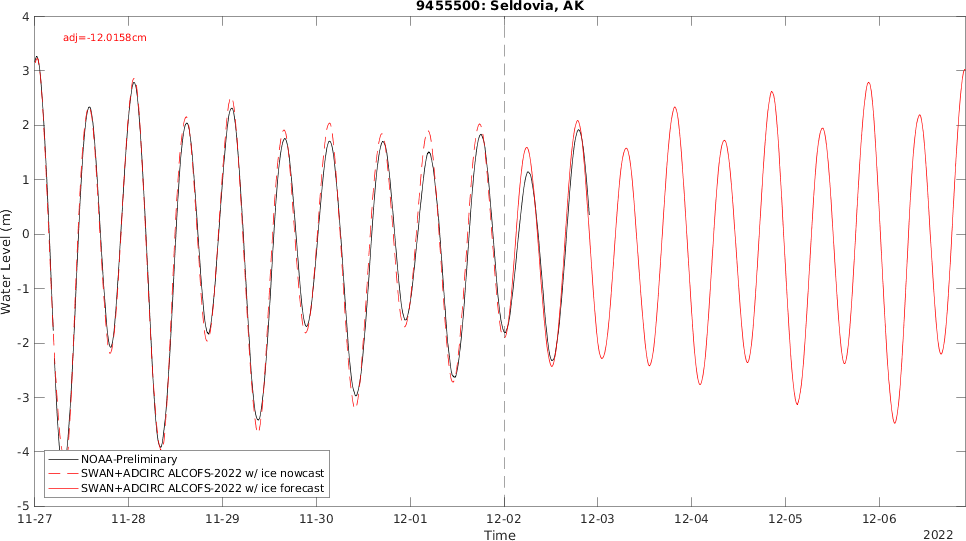 9455500: Seldovia, AK
adj=-12.0158cm
4
3
2
1
0
-1
-2
-3
-4
-5
Water Level (m)
NOAA-Preliminary
SWAN+ADCIRC ALCOFS-2022 w/ ice nowcast
SWAN+ADCIRC ALCOFS-2022 w/ ice forecast
11-27 11-28 11-29 11-30 12-01 12-02 12-03 12-04 12-05 12-06
Time
2022